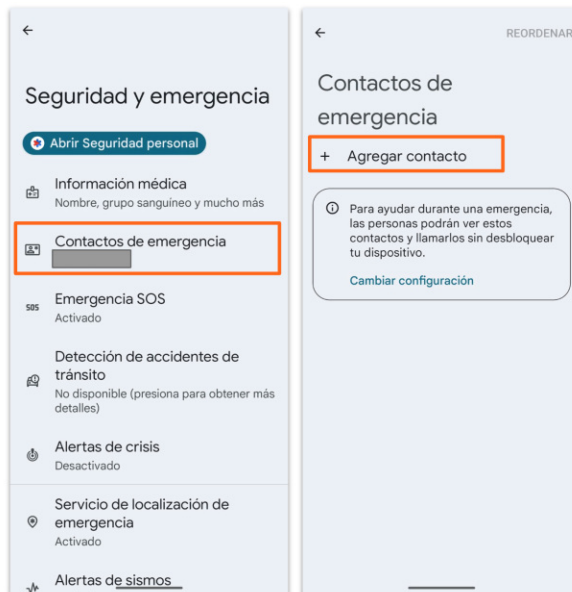 Seguridad y emergencia
Abrir Seguridad personal
Información médica
Nombre, grupo sanguíneo y mucho más
Contactos de emergencia
SOS
Emergencia SOS
Activado
Detección de accidentes de
tránsito
No disponible (presiona para obtener más
detalles)
Alertas de crisis
Desactivado
Servicio de localización de
emergencia
Activado
Alertas de sismos
REORDENAR
Contactos de
emergencia
+ Agregar contacto
Para ayudar durante una emergencia,
las personas podrán ver estos
contactos y llamarlos sin desbloquear
tu dispositivo.
Cambiar configuración